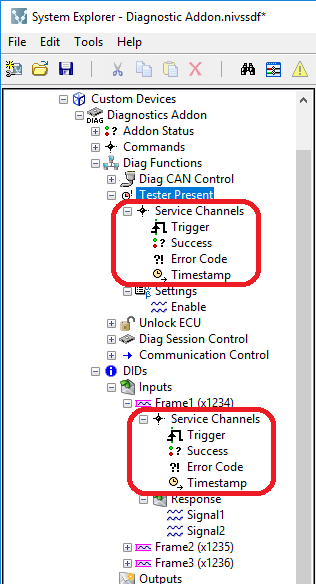 System Explorer - Diagnostic Addon.nivssdf*
File Edit Tools Help
Custom Devices
DIAG Diagnostics Addon
Addon Status
Commands
Diag Functions
Diag CAN Control
Tester Present
Service Channels
Trigger
Success
Error Code
Timestamp
Settings
Enable
Unlock ECU
Diag Session Control
Communication Control
DIDs
Inputs
Frame1 (x1234)
Service Channels
Trigger
Success
Error Code
Timestamp
Response
Signal1
Signal2
Frame2 (x1235)
Frame3 (x1236)
Outputs